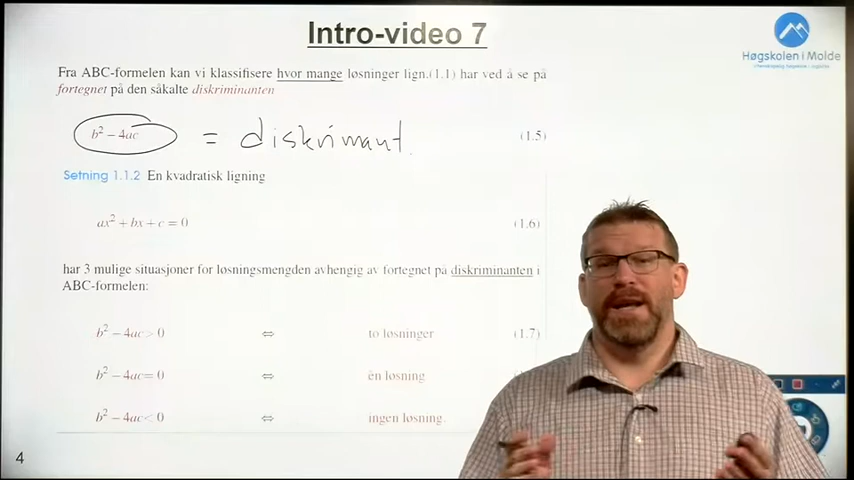 Intro-video 7
Høgskolen i Molde
Fra ABC-formelen kan vi klassifisere hvor mange løsninger lign.(1.1) har ved å se på
fortegnet på den såkalte diskriminanten
b² − 4ac = diskriminant. (1.5)
Setning 1.1.2 En kvadratisk ligning
ax² + bx + c = 0 (1.6)
har 3 mulige situasjoner for løsningsmengden avhengig av fortegnet på diskriminanten i
ABC-formelen:
b² − 4ac > 0 ⇔ to løsninger (1.7)
b² − 4ac = 0 ⇔ én løsning
b² − 4ac < 0 ⇔ ingen løsning.
4